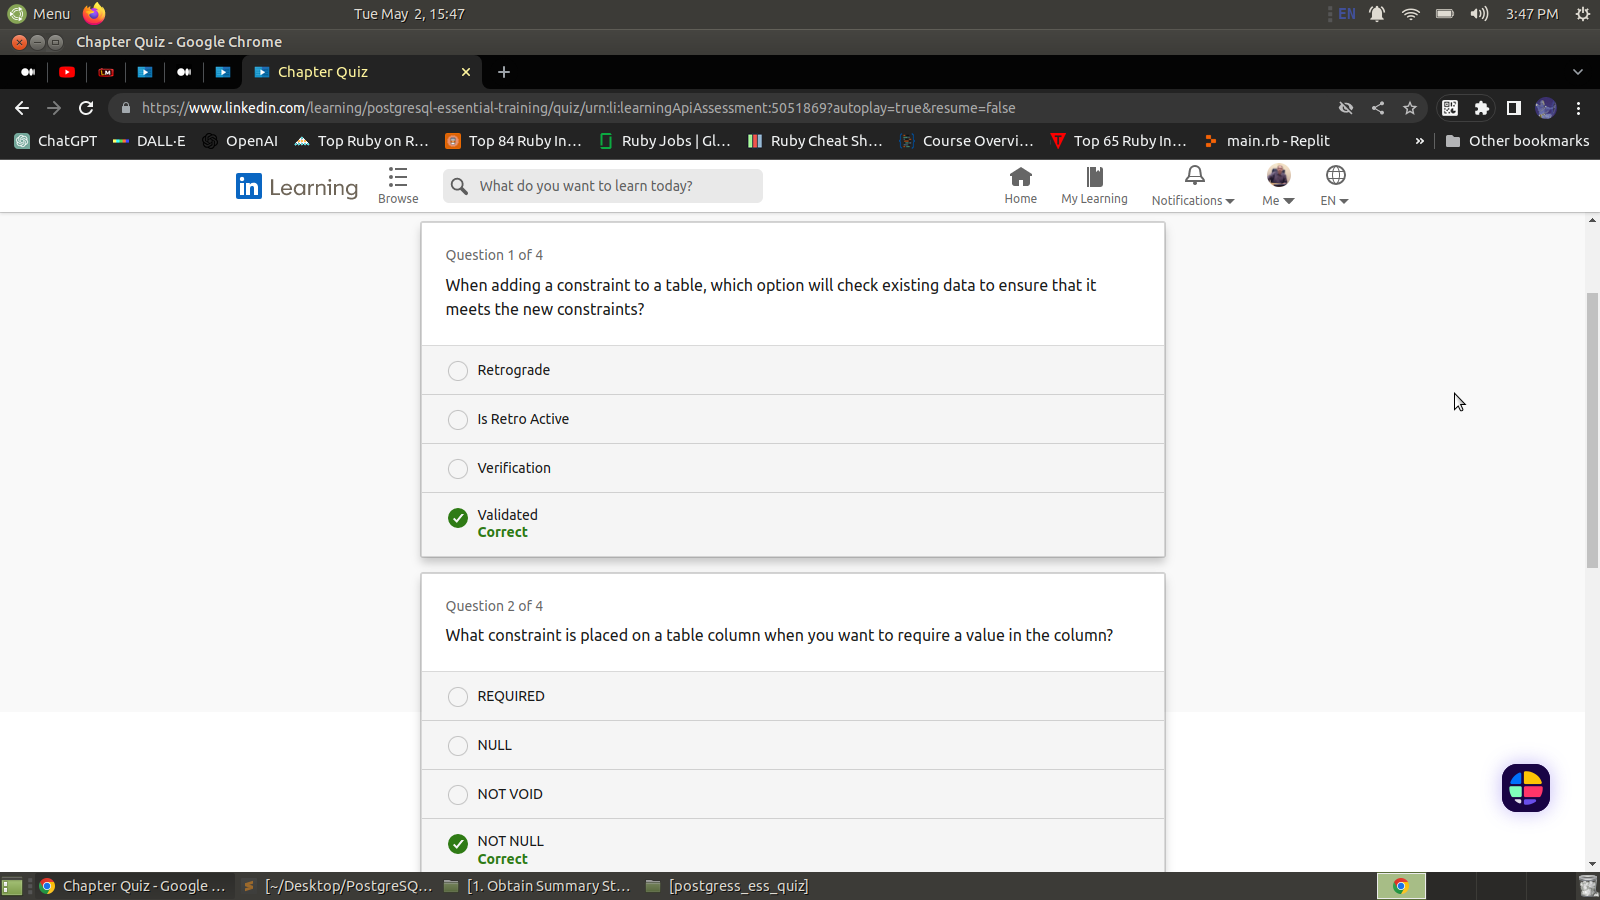 Menu
Tue May 2, 15:47
EN
3:47 PM
Chapter Quiz - Google Chrome
LM
Chapter Quiz
https://www.linkedin.com/learning/postgresql-essential-training/quiz/urn:li:learningApiAssessment:5051869?autoplay=true&resume=false
ChatGPT
DALL·E
OpenAI
Top Ruby on R...
Top 84 Ruby In...
Ruby Jobs | Gl...
Ruby Cheat Sh...
Course Overvi...
Top 65 Ruby In...
main.rb - Replit
»
Other bookmarks
in Learning
Browse
What do you want to learn today?
Home
My Learning
Notifications
Me
EN
Question 1 of 4
When adding a constraint to a table, which option will check existing data to ensure that it
meets the new constraints?
Retrograde
Is Retro Active
Verification
Validated
Correct
Question 2 of 4
What constraint is placed on a table column when you want to require a value in the column?
REQUIRED
NULL
NOT VOID
NOT NULL
Correct
Chapter Quiz - Google ...
[~/Desktop/PostgreSQ...
[1. Obtain Summary St...
[postgress_ess_quiz]